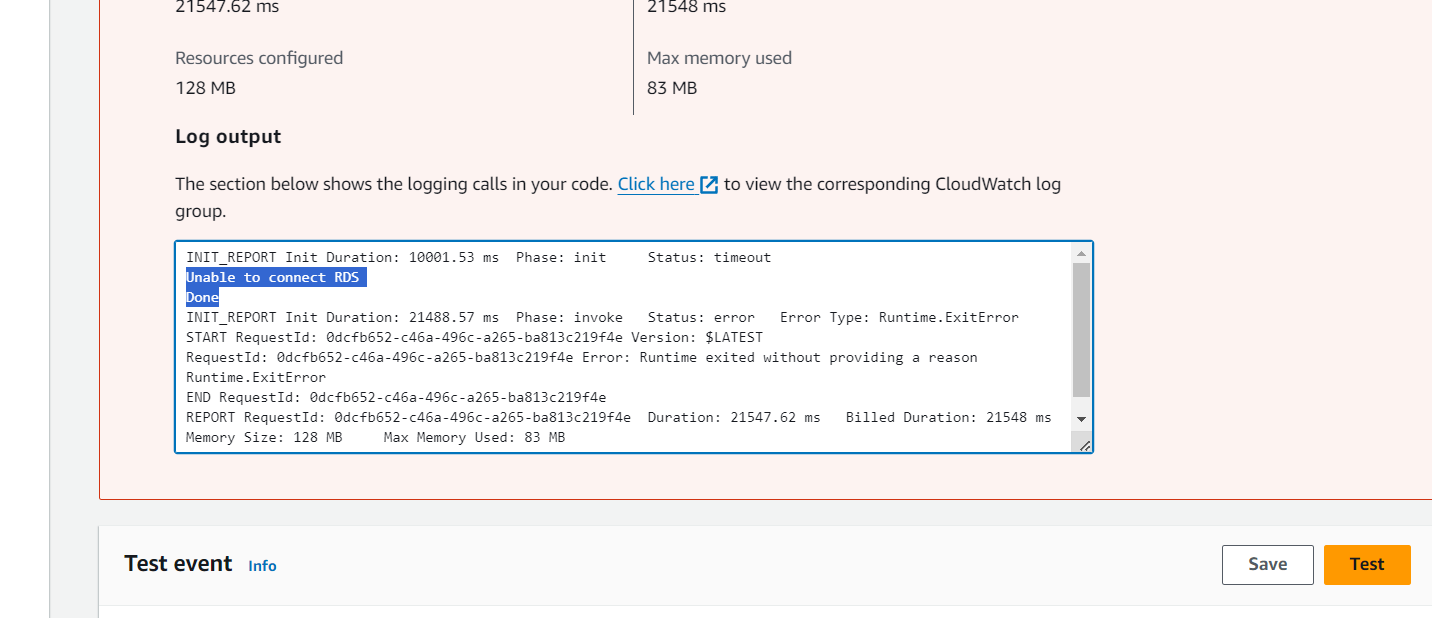 21547.62 ms
21548 ms
Resources configured
Max memory used
128 MB
83 MB
Log output
The section below shows the logging calls in your code. Click here to view the corresponding CloudWatch log
group.
INIT_REPORT Init Duration: 10001.53 ms Phase: init Status: timeout
Unable to connect RDS
Done
INIT_REPORT Init Duration: 21488.57 ms Phase: invoke Status: error Error Type: Runtime.ExitError
START RequestId: 0dcfb652-c46a-496c-a265-ba813c219f4e Version: $LATEST
RequestId: 0dcfb652-c46a-496c-a265-ba813c219f4e Error: Runtime exited without providing a reason
Runtime.ExitError
END RequestId: 0dcfb652-c46a-496c-a265-ba813c219f4e
REPORT RequestId: 0dcfb652-c46a-496c-a265-ba813c219f4e Duration: 21547.62 ms Billed Duration: 21548 ms
Memory Size: 128 MB Max Memory Used: 83 MB
Test event Info
Save
Test